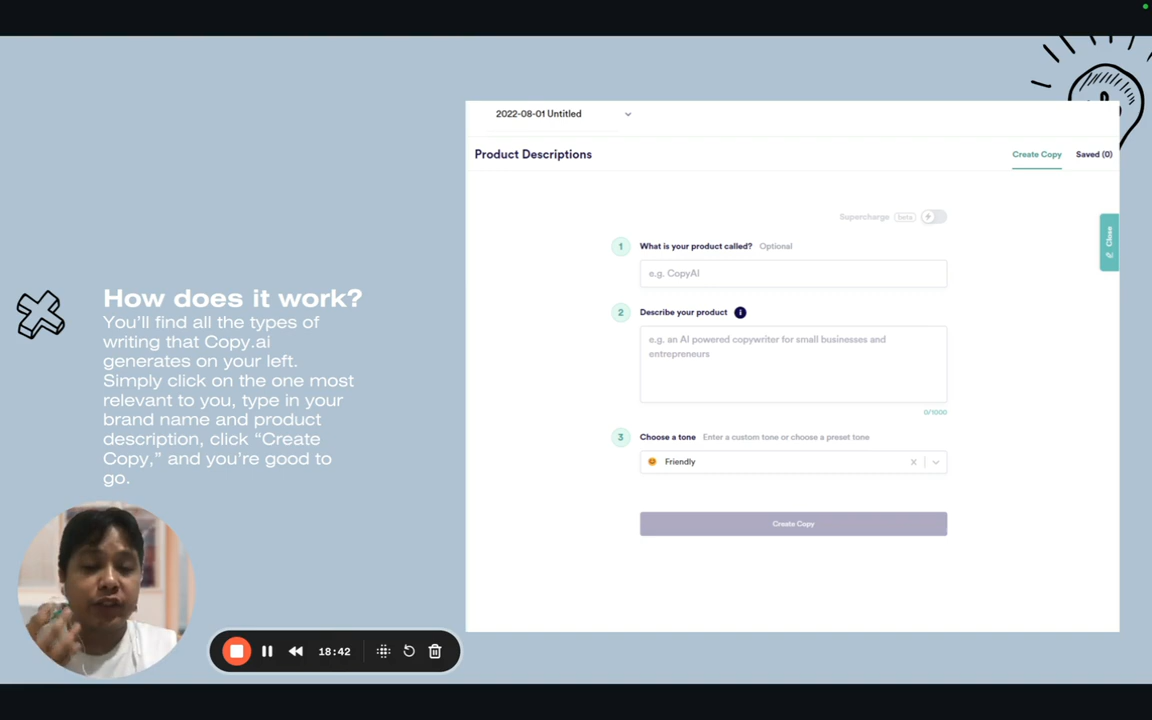 2022-08-01 Untitled
Product Descriptions
Create Copy
Saved (0)
Supercharge beta
1 What is your product called? Optional
e.g. CopyAI
2 Describe your product i
e.g. an AI powered copywriter for small businesses and
entrepreneurs
0/1000
3 Choose a tone Enter a custom tone or choose a preset tone
Friendly
Create Copy
Close
How does it work?
You'll find all the types of
writing that Copy.ai
generates on your left.
Simply click on the one most
relevant to you, type in your
brand name and product
description, click “Create
Copy,” and you're good to
go.
18:42